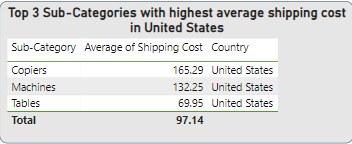 Top 3 Sub-Categories with highest average shipping cost
in United States
Sub-Category Average of Shipping Cost Country
Copiers 165.29 United States
Machines 132.25 United States
Tables 69.95 United States
Total 97.14